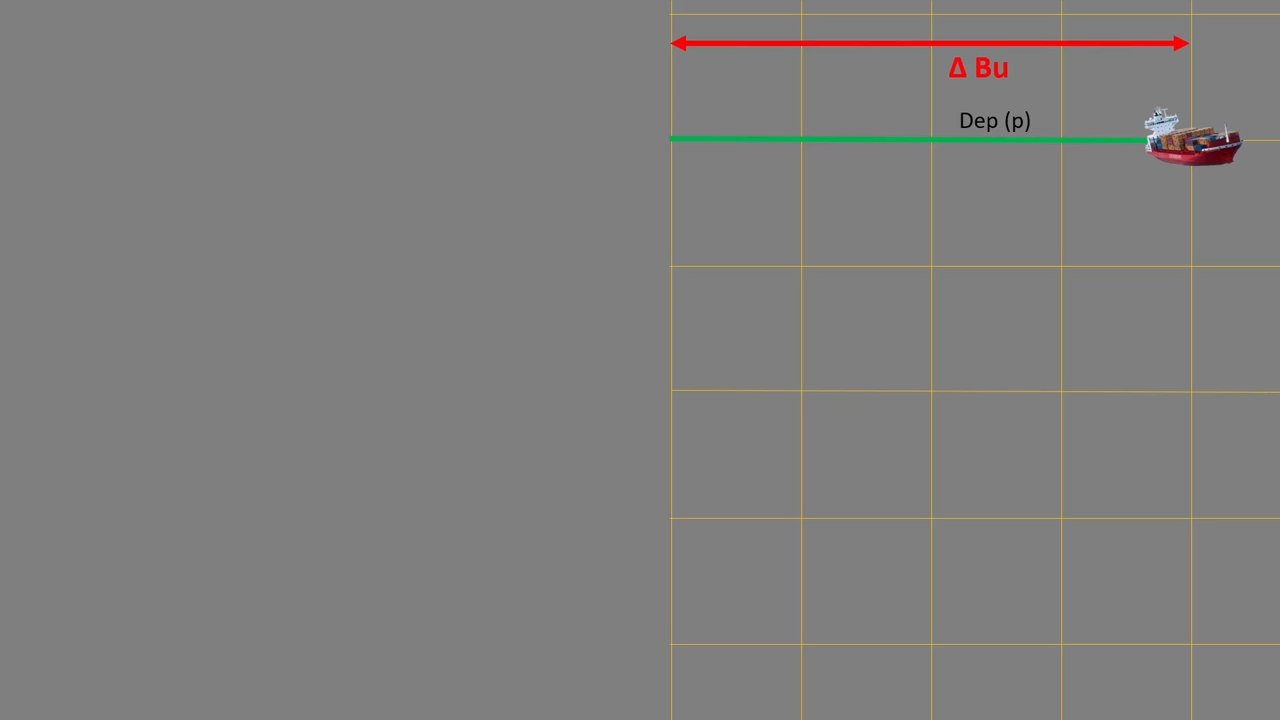 Δ Bu
Dep (p)